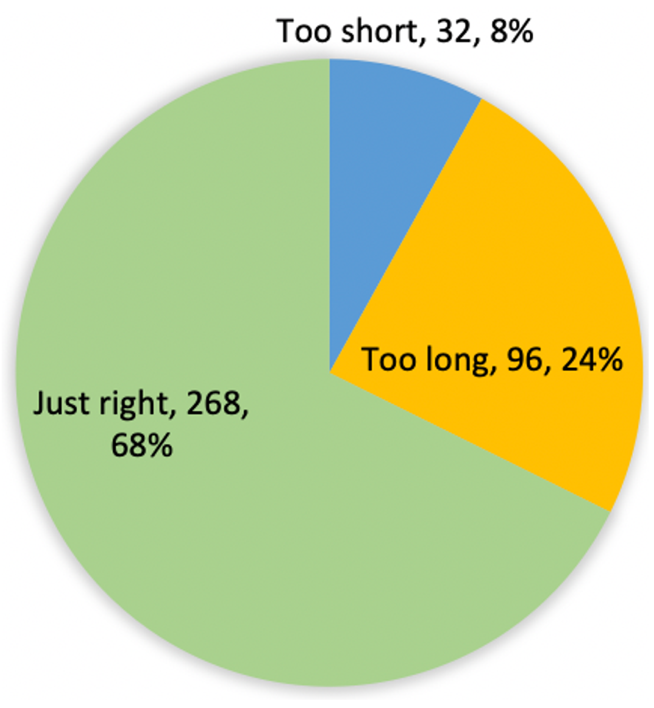 Too short, 32, 8%
Too long, 96, 24%
Just right, 268,
68%